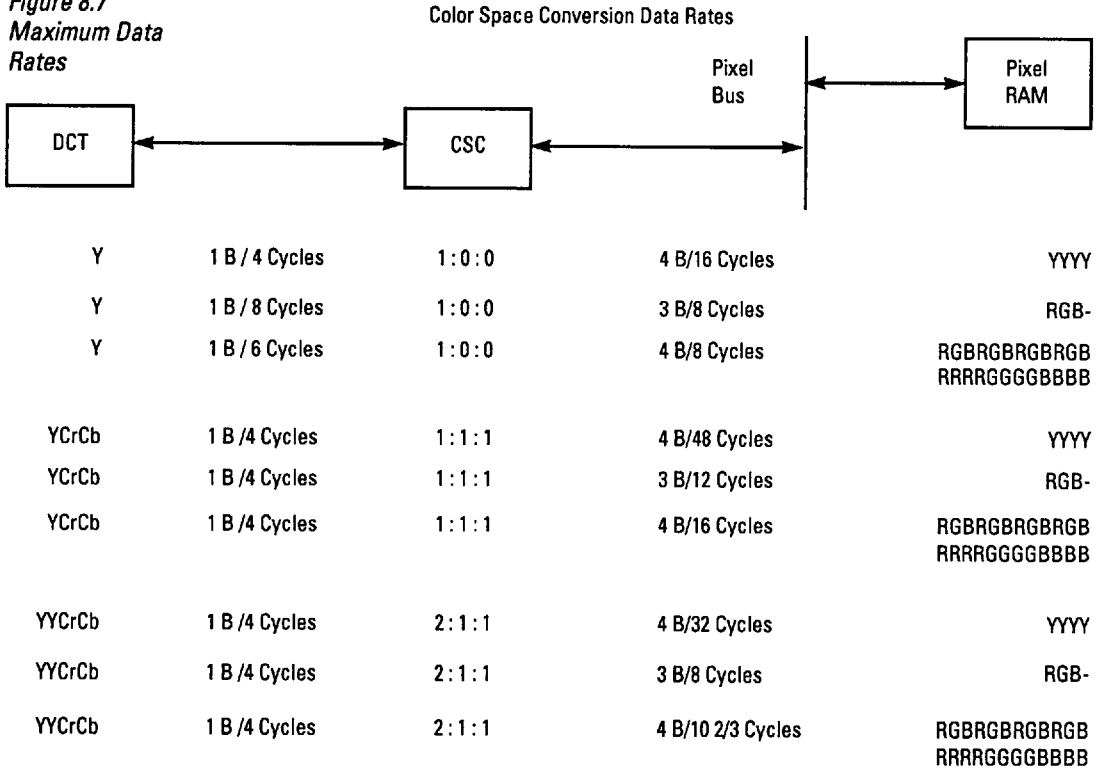 Figure 8.7
Maximum Data
Rates
Color Space Conversion Data Rates
Pixel
Bus
Pixel
RAM
DCT
CSC
Y 1 B / 4 Cycles 1 : 0 : 0 4 B/16 Cycles YYYY
Y 1 B / 8 Cycles 1 : 0 : 0 3 B/8 Cycles RGB-
Y 1 B / 6 Cycles 1 : 0 : 0 4 B/8 Cycles RGBRGBRGBRGB
RRRRGGGGBBBB
YCrCb 1 B /4 Cycles 1 : 1 : 1 4 B/48 Cycles YYYY
YCrCb 1 B /4 Cycles 1 : 1 : 1 3 B/12 Cycles RGB-
YCrCb 1 B /4 Cycles 1 : 1 : 1 4 B/16 Cycles RGBRGBRGBRGB
RRRRGGGGBBBB
YYCrCb 1 B /4 Cycles 2 : 1 : 1 4 B/32 Cycles YYYY
YYCrCb 1 B /4 Cycles 2 : 1 : 1 3 B/8 Cycles RGB-
YYCrCb 1 B /4 Cycles 2 : 1 : 1 4 B/10 2/3 Cycles RGBRGBRGBRGB
RRRRGGGGBBBB